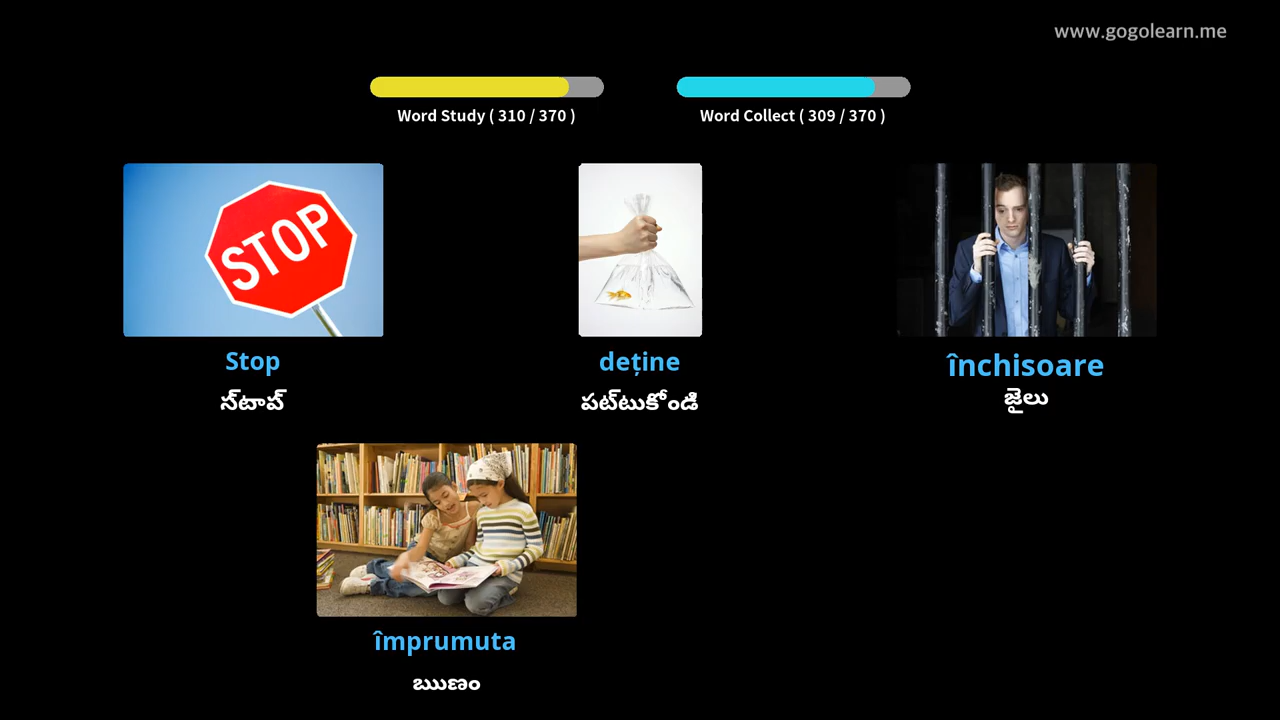 www.gogolearn.me
Word Study ( 310 / 370 )
Word Collect ( 309 / 370 )
STOP
Stop
deține
închisoare
స్‌టాప్
పట్‌టుకోండి
జైలు
împrumuta
ఋణం